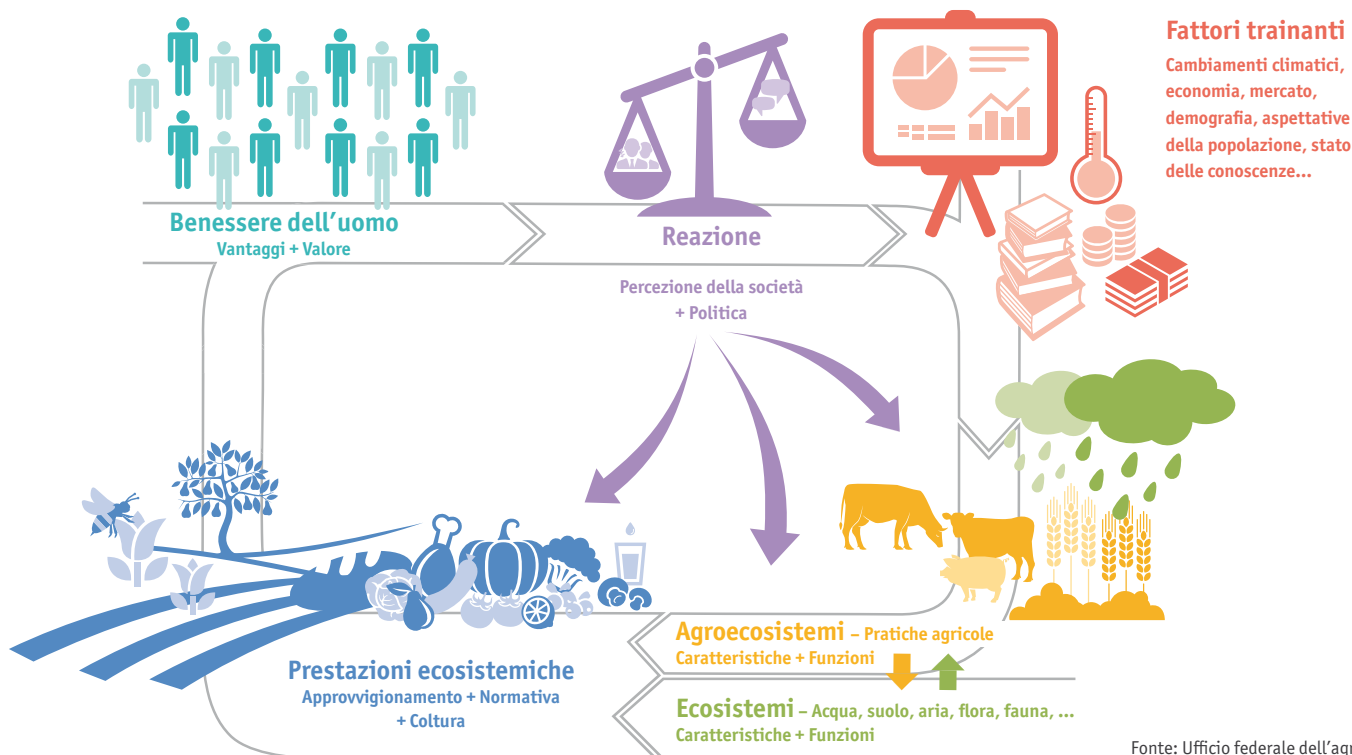 Fattori trainanti
Cambiamenti climatici,
economia, mercato,
demografia, aspettative
della popolazione, stato
delle conoscenze...
Benessere dell'uomo
Vantaggi + Valore
Reazione
Percezione della società
+ Politica
Agroecosistemi – Pratiche agricole
Caratteristiche + Funzioni
Prestazioni ecosistemiche
Approvvigionamento + Normativa
+ Coltura
Ecosistemi – Acqua, suolo, aria, flora, fauna, ...
Caratteristiche + Funzioni
Fonte: Ufficio federale dell'agr